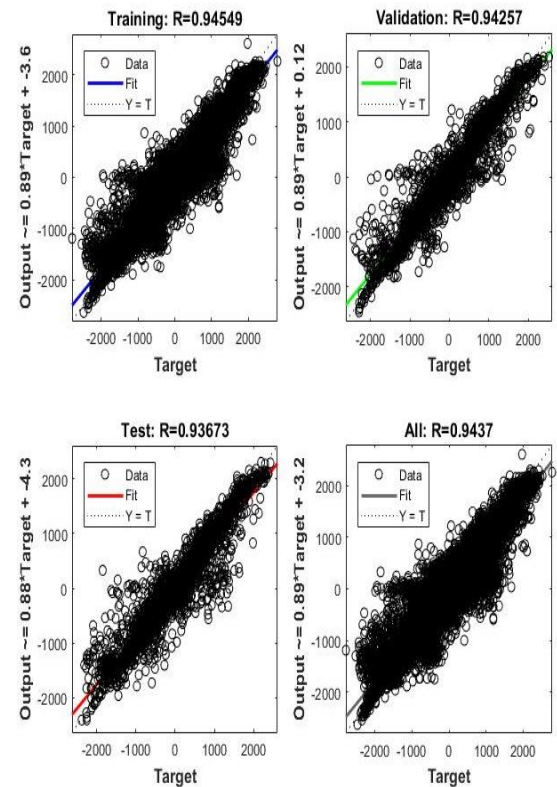 Training: R=0.94549
Output ~= 0.89*Target + -3.6
2000
1000
0
-1000
-2000
Data
Fit
Y = T
-2000 -1000 0 1000 2000
Target
Validation: R=0.94257
Output ~= 0.89*Target + 0.12
2000
1000
0
-1000
-2000
Data
Fit
Y = T
-2000 -1000 0 1000 2000
Target
Test: R=0.93673
Output ~= 0.88*Target + -4.3
2000
1000
0
-1000
-2000
Data
Fit
Y = T
-2000 -1000 0 1000 2000
Target
All: R=0.9437
Output ~= 0.89*Target + -3.2
2000
1000
0
-1000
-2000
Data
Fit
Y = T
-2000 -1000 0 1000 2000
Target